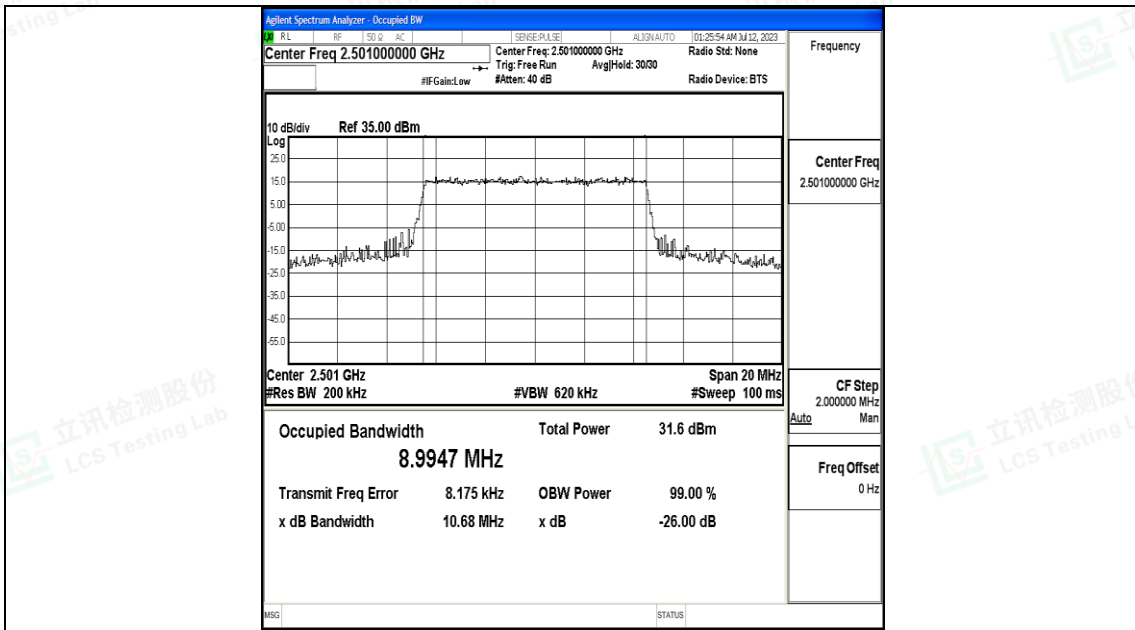 Agilent Spectrum Analyzer - Occupied BW
RL RF 50 Ω AC SENSE:PULSE ALIGN AUTO 01:25:54 AM Jul 12, 2023
Center Freq 2.501000000 GHz
Center Freq: 2.501000000 GHz Radio Std: None
Trig: Free Run Avg|Hold: 30/30
#IFGain:Low #Atten: 40 dB Radio Device: BTS
10 dB/div Ref 35.00 dBm
Log
25.0
15.0
5.00
-5.00
-15.0
-25.0
-35.0
-45.0
-55.0
Center 2.501 GHz Span 20 MHz
#Res BW 200 kHz #VBW 620 kHz #Sweep 100 ms
Occupied Bandwidth Total Power 31.6 dBm
8.9947 MHz
Transmit Freq Error 8.175 kHz OBW Power 99.00 %
x dB Bandwidth 10.68 MHz x dB -26.00 dB
MSG STATUS
Frequency
Center Freq
2.501000000 GHz
CF Step
2.000000 MHz
Auto Man
Freq Offset
0 Hz
立讯检测股份
LCS Testing Lab
立讯检测股份
LCS Testing L